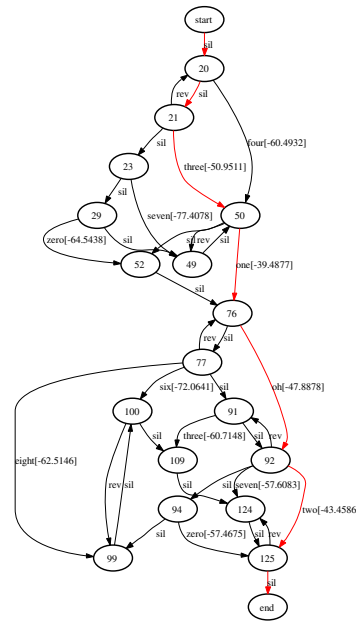 start
sil
20
rev sil
21
four[-60.4932]
sil
23
three[-50.9511]
sil
29
seven[-77.4078]
50
zero[-64.5438]
sil
sil
rev
sil
52
49
one[-39.4877]
sil
76
rev
sil
77
six[-72.0641]
sil
oh[-47.8878]
100
91
three[-60.7148]
sil
rev
sil
eight[-62.5146]
109
92
rev
sil
sil
sil
seven[-57.6083]
94
124
two[-43.4586
sil
zero[-57.4675]
sil
rev
99
125
sil
end